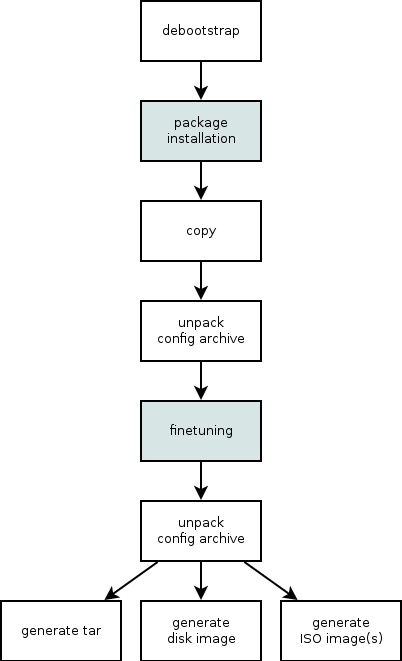 debootstrap
package
installation
copy
unpack
config archive
finetuning
unpack
config archive
generate tar
generate
disk image
generate
ISO image(s)